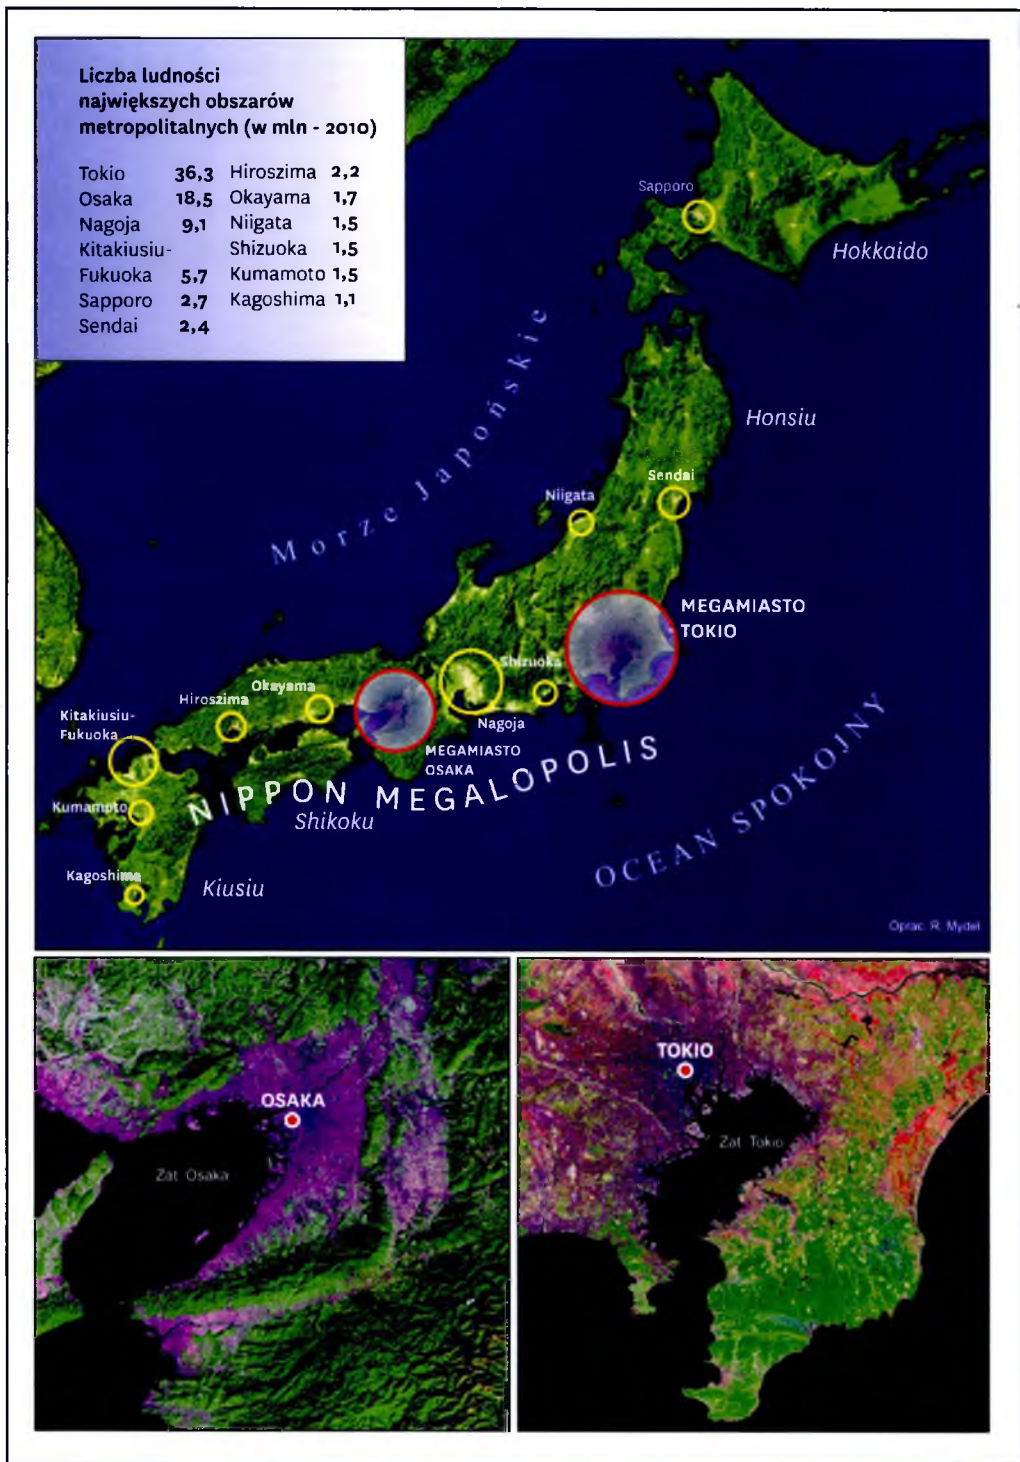 Liczba ludności
największych obszarów
metropolitalnych (w mln - 2010)
Tokio 36,3 Hiroszima 2,2
Osaka 18,5 Okayama 1,7
Nagoja 9,1 Niigata 1,5
Kitakiusiu- Shizuoka 1,5
Fukuoka 5,7 Kumamoto 1,5
Sapporo 2,7 Kagoshima 1,1
Sendai 2,4
Sapporo
Hokkaido
Morze Japońskie
Honsiu
Sendai
Niigata
MEGAMIASTO
TOKIO
Shizuoka
Okayama
Hiroszima
Kitakiusiu-
Fukuoka
Nagoja
MEGAMIASTO
OSAKA
NIPPON MEGALOPOLIS
Kumamoto
Shikoku
OCEAN SPOKOJNY
Kagoshima
Kiusiu
Oprac. R. Mydel
OSAKA
Zat. Osaka
TOKIO
Zat. Tokio